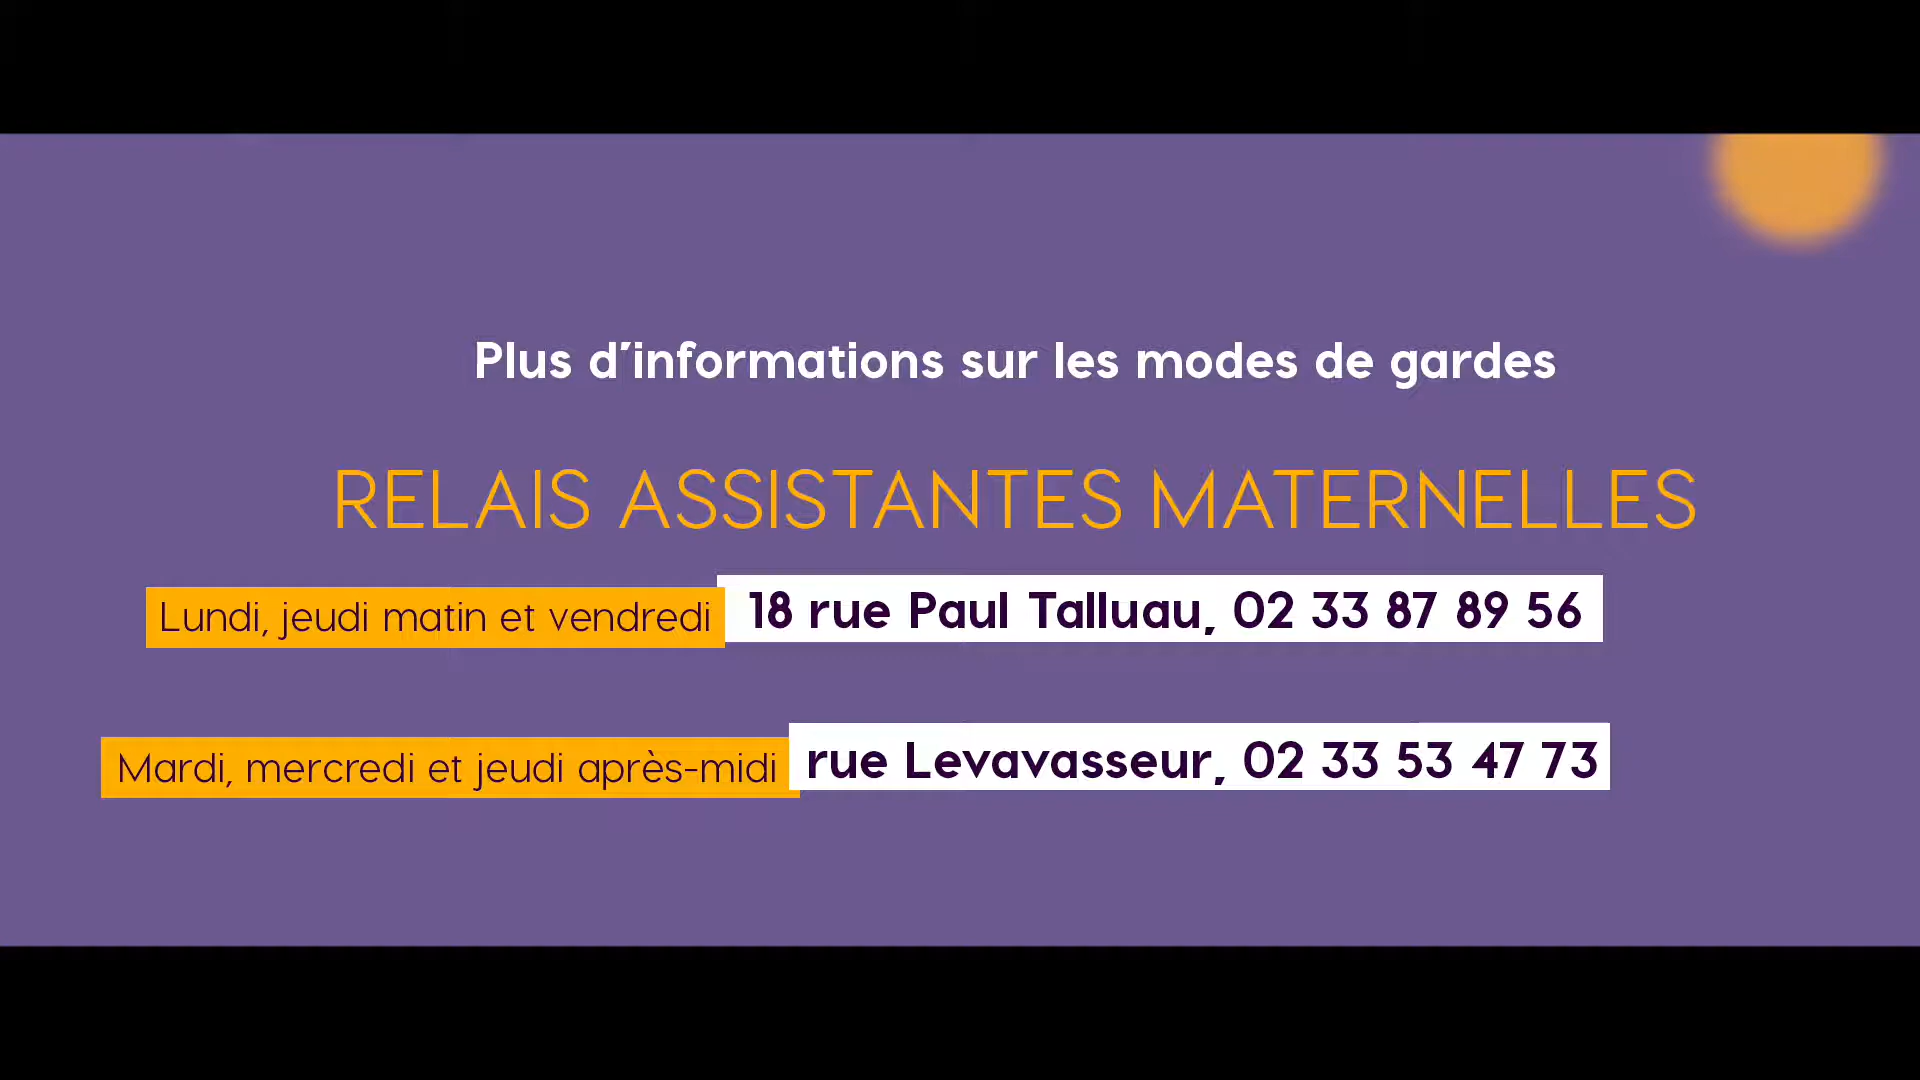 Plus d'informations sur les modes de gardes
RELAIS ASSISTANTES MATERNELLES
Lundi, jeudi matin et vendredi 18 rue Paul Talluau, 02 33 87 89 56
Mardi, mercredi et jeudi après-midi rue Levavasseur, 02 33 53 47 73